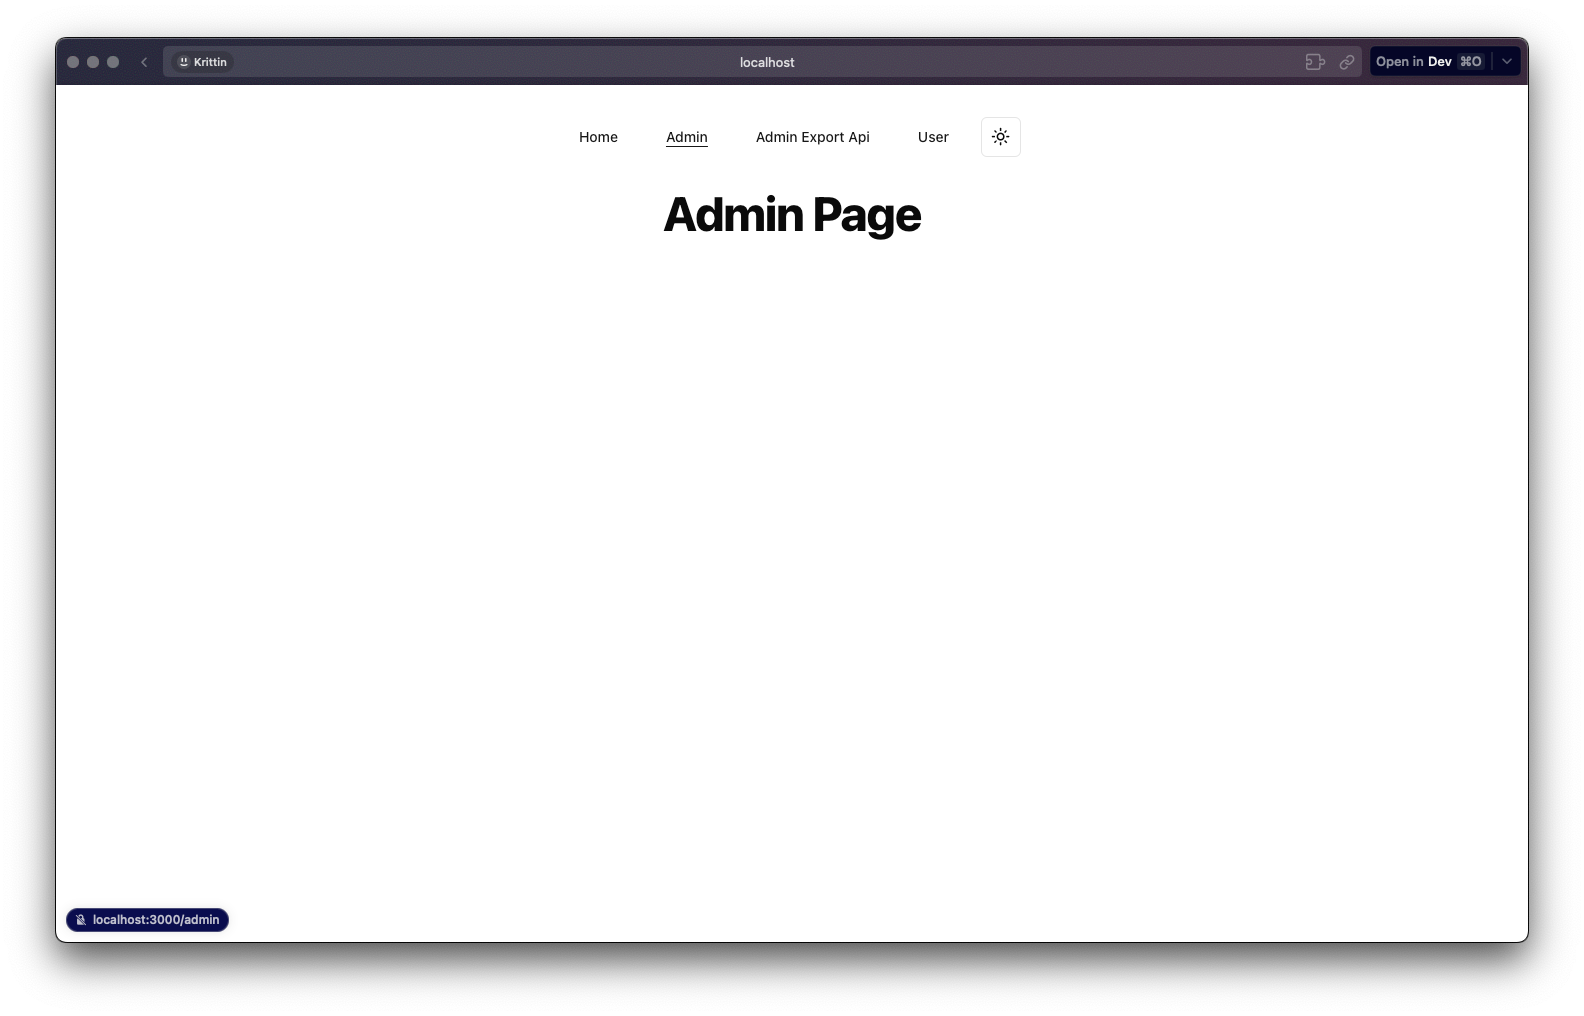 Krittin
localhost
Open in Dev ⌘O
Home Admin Admin Export Api User
Admin Page
localhost:3000/admin